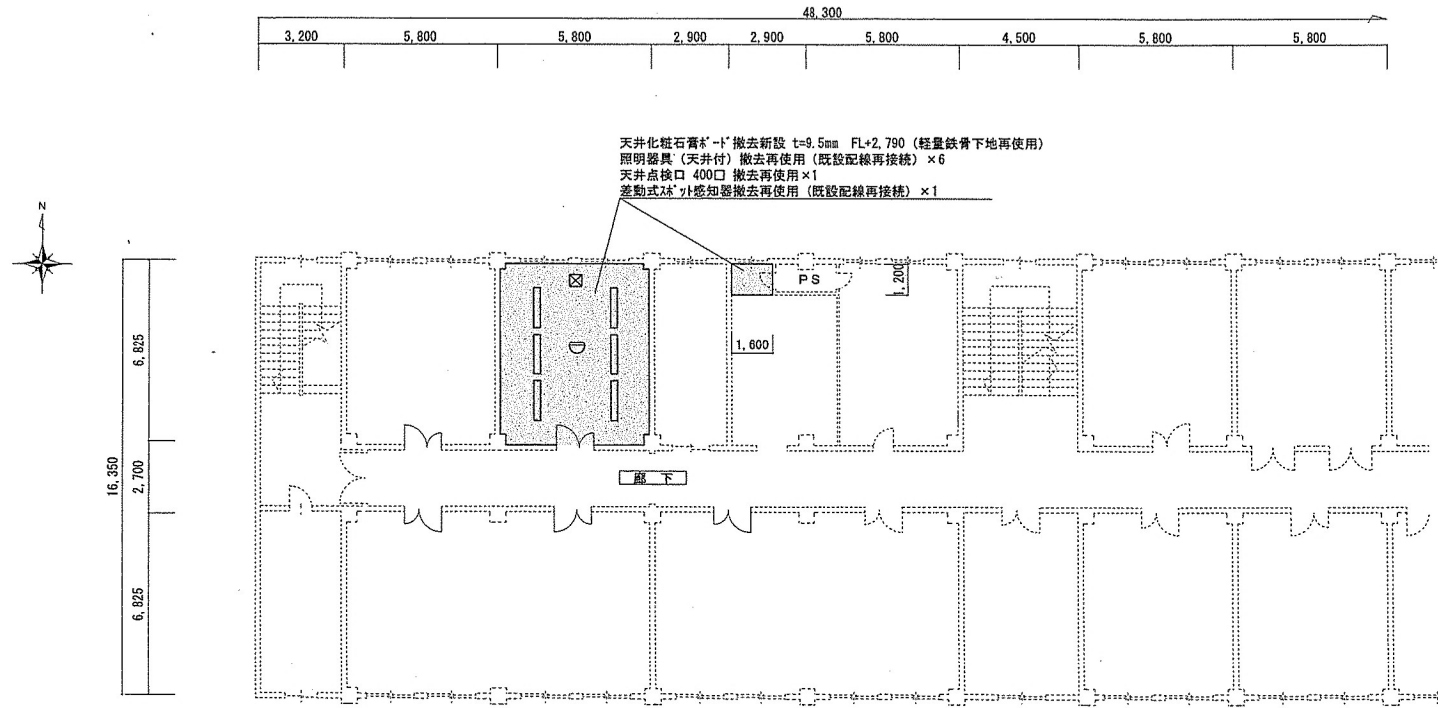 48,300
3,200 5,800 5,800 2,900 2,900 5,800 4,500 5,800 5,800
天井化粧石膏ボード撤去新設 t=9.5mm FL+2,790 (軽量鉄骨下地再使用)
照明器具 (天井付) 撤去再使用 (既設配線再接続) ×6
天井点検口 400口 撤去再使用×1
差動式スポット感知器撤去再使用 (既設配線再接続) ×1
N
PS
1,200
1,600
6,825
16,350
2,700
廊 下
6,825